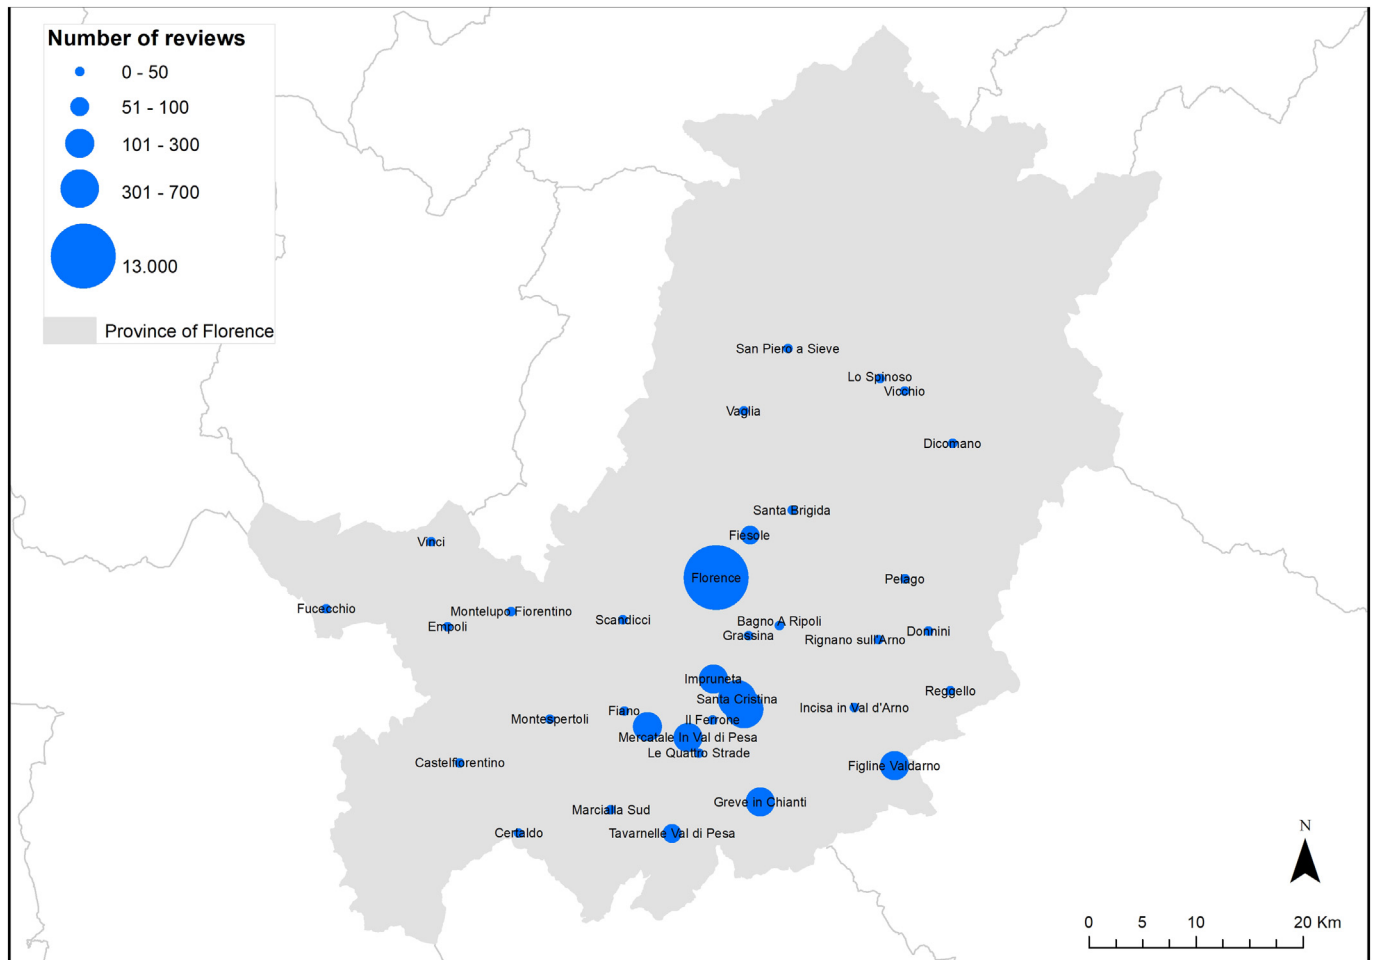 Number of reviews
0 - 50
51 - 100
101 - 300
301 - 700
13.000
Province of Florence
San Piero a Sieve
Lo Spinoso
Vicchio
Vaglia
Dicomano
Santa Brigida
Fiesole
Vinci
Florence
Pelago
Fucecchio
Montelupo Fiorentino
Empoli
Scandicci
Bagno A Ripoli
Grassina
Donnini
Rignano sull'Arno
Impruneta
Reggello
Santa Cristina
Incisa in Val d'Arno
Fiano
Il Ferrone
Montespertoli
Mercatale In Val di Pesa
Le Quattro Strade
Castelfiorentino
Figline Valdarno
Greve in Chianti
Marcialla Sud
Certaldo
Tavarnelle Val di Pesa
N
0 5 10 20 Km